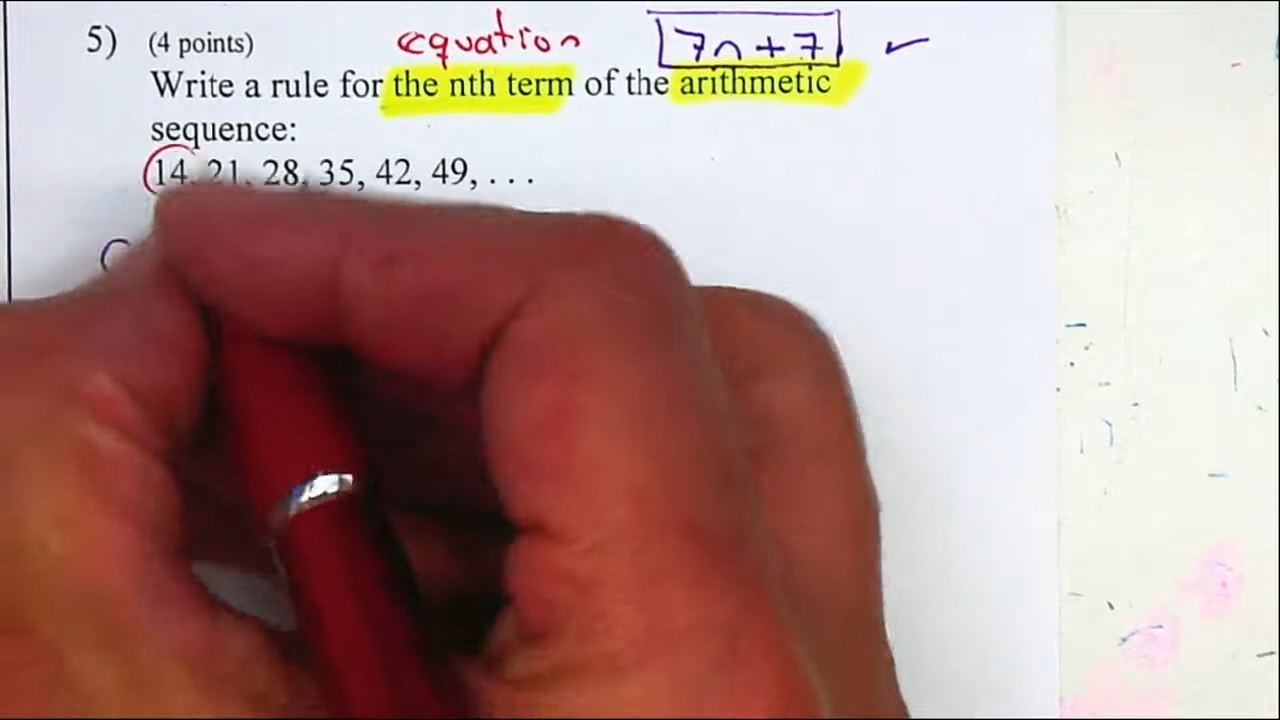 5) (4 points) equation 7n+7 ✓
Write a rule for the nth term of the arithmetic
sequence:
14, 21, 28, 35, 42, 49, . . .